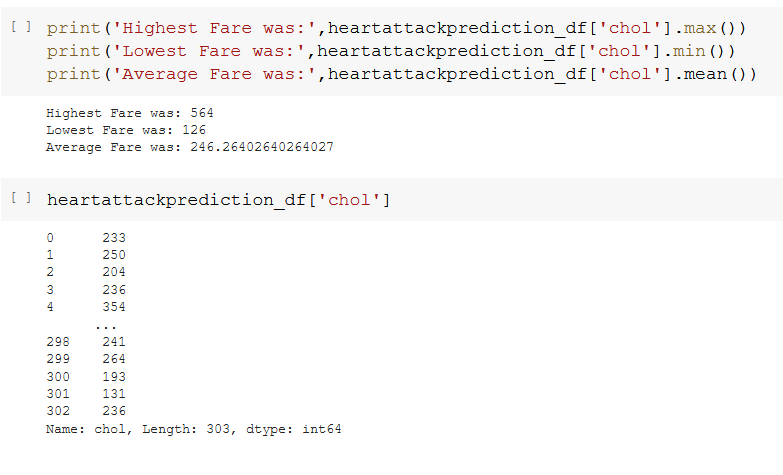 [ ] print('Highest Fare was:',heartattackprediction_df['chol'].max())
print('Lowest Fare was:',heartattackprediction_df['chol'].min())
print('Average Fare was:',heartattackprediction_df['chol'].mean())
Highest Fare was: 564
Lowest Fare was: 126
Average Fare was: 246.26402640264027
[ ] heartattackprediction_df['chol']
0      233
1      250
2      204
3      236
4      354
...
298    241
299    264
300    193
301    131
302    236
Name: chol, Length: 303, dtype: int64